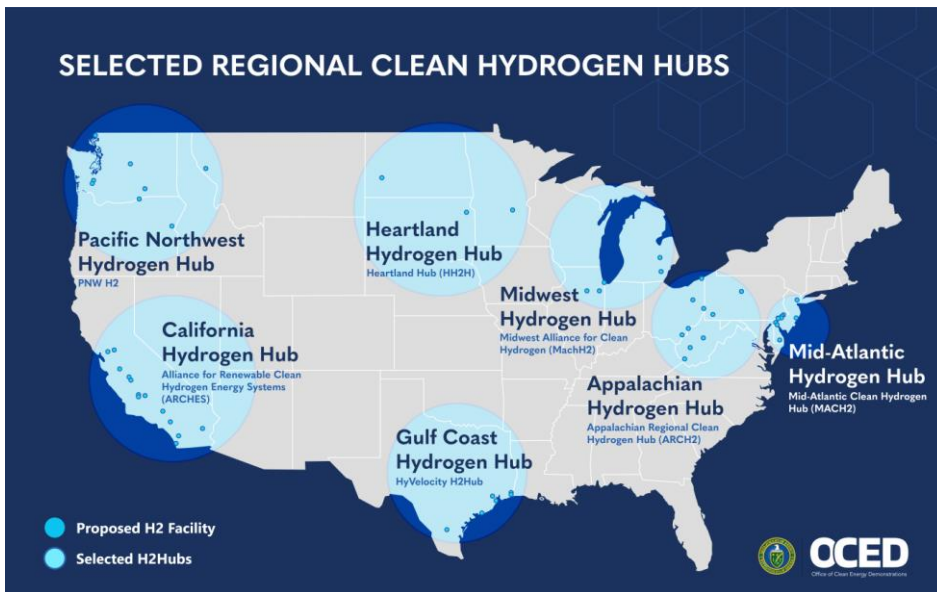 SELECTED REGIONAL CLEAN HYDROGEN HUBS
Pacific Northwest
Hydrogen Hub
PNW H2
Heartland
Hydrogen Hub
Heartland Hub (HH2H)
Midwest
Hydrogen Hub
Midwest Alliance for Clean
Hydrogen (MachH2)
California
Hydrogen Hub
Alliance for Renewable Clean
Hydrogen Energy Systems
(ARCHES)
Mid-Atlantic
Hydrogen Hub
Mid-Atlantic Clean Hydrogen
Hub (MACH2)
Appalachian
Hydrogen Hub
Appalachian Regional Clean
Hydrogen Hub (ARCH2)
Gulf Coast
Hydrogen Hub
HyVelocity H2Hub
Proposed H2 Facility
Selected H2Hubs
OCED
Office of Clean Energy Demonstrations